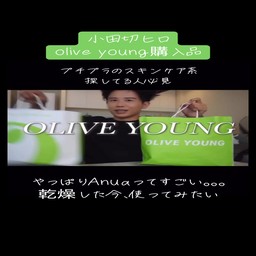 小田切ヒロ
olive young購入品
プチプラのスキンケア系
探してる人必見
OLIVE YOUNG
OLIVE YOUNG
やっぱりAnuaってすごい。。。
乾燥した今、使ってみたい